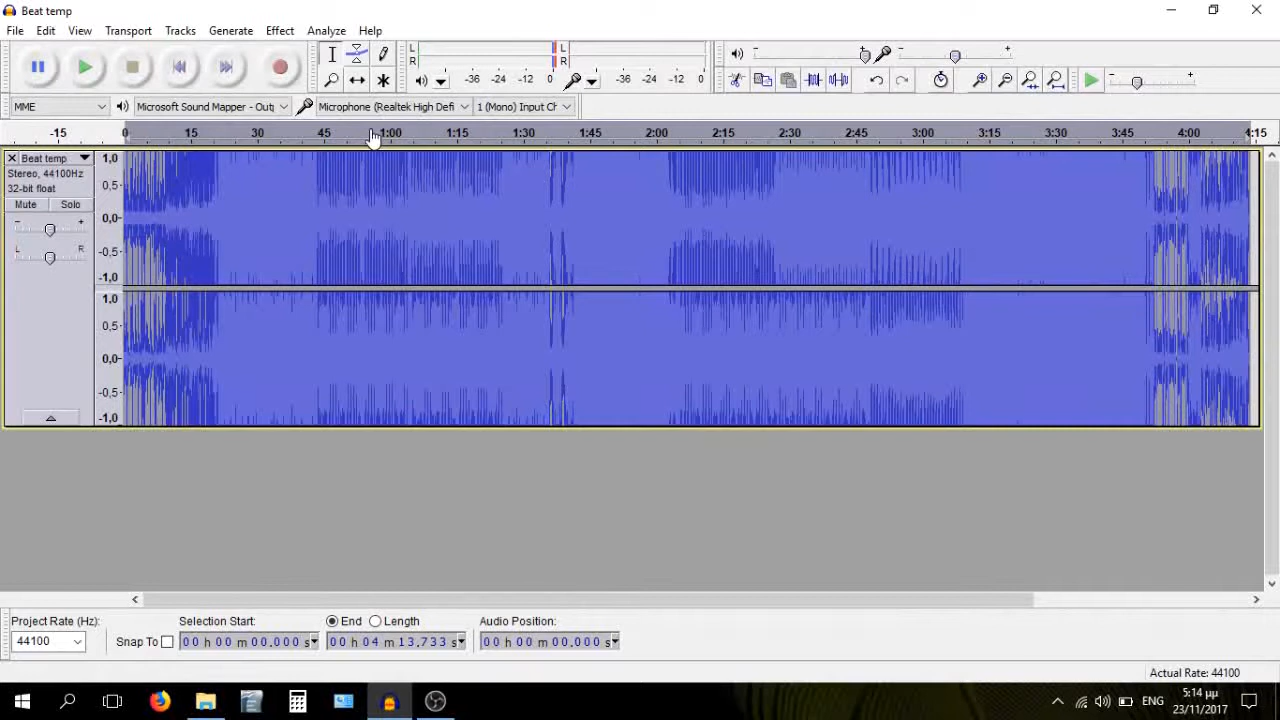 Beat temp
File Edit View Transport Tracks Generate Effect Analyze Help
L L
R R
-36 -24 -12 0 -36 -24 -12 0
MME Microsoft Sound Mapper - Outp Microphone (Realtek High Defi 1 (Mono) Input Ch
-15 0 15 30 45 1:00 1:15 1:30 1:45 2:00 2:15 2:30 2:45 3:00 3:15 3:30 3:45 4:00 4:15
Beat temp
Stereo, 44100Hz
32-bit float
Mute Solo
- +
L R
1,0
0,5-
0,0-
-0,5-
-1,0
1,0
0,5-
0,0-
-0,5-
-1,0
Project Rate (Hz): Selection Start: End Length Audio Position:
44100 Snap To 00 h 00 m 00.000 s 00 h 04 m 13.733 s 00 h 00 m 00.000 s
Actual Rate: 44100
ENG 5:14 μμ
23/11/2017